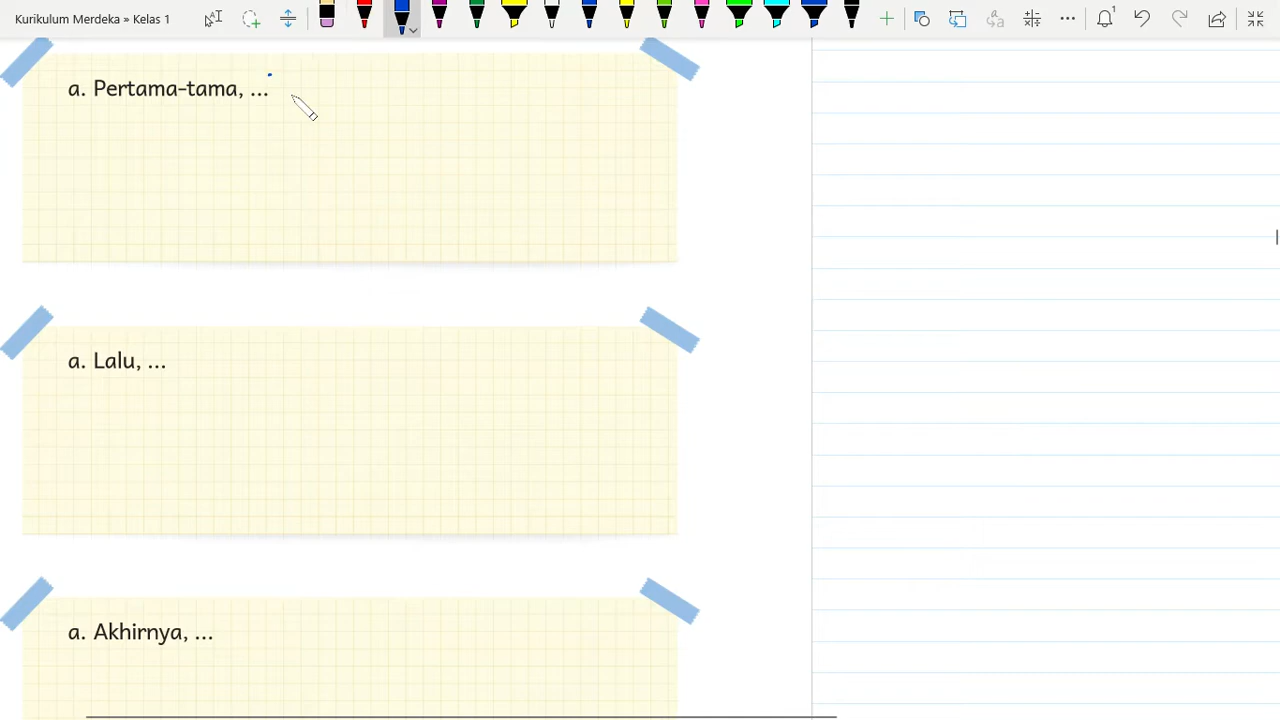 Kurikulum Merdeka » Kelas 1
a. Pertama-tama, ...
a. Lalu, ...
a. Akhirnya, ...